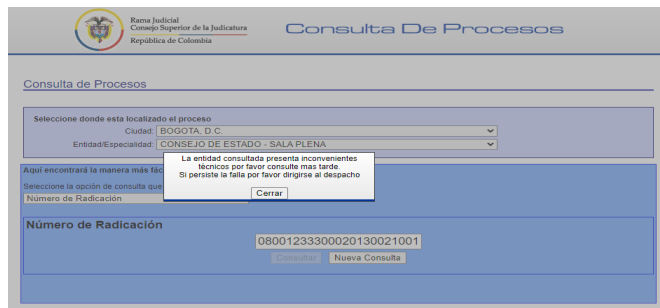 Rama Judicial
Consejo Superior de la Judicatura
República de Colombia
Consulta De Procesos
Consulta de Procesos
Seleccione donde esta localizado el proceso
Ciudad: BOGOTA, D.C.
Entidad/Especialidad: CONSEJO DE ESTADO - SALA PLENA
La entidad consultada presenta inconvenientes
técnicos por favor consulte mas tarde.
Si persiste la falla por favor dirigirse al despacho
Cerrar
Aquí encontrará la manera más fác
Seleccione la opción de consulta que
Número de Radicación
Número de Radicación
08001233300020130021001
Consultar Nueva Consulta